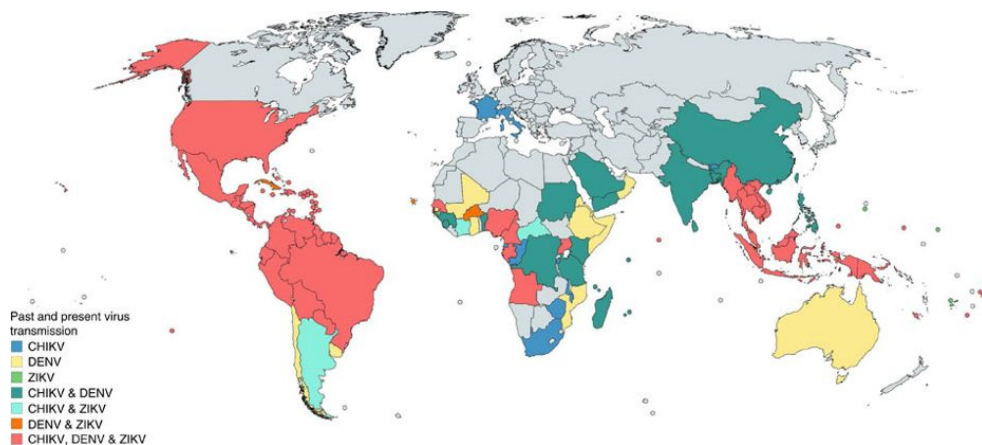 Past and present virus
transmission
CHIKV
DENV
ZIKV
CHIKV & DENV
CHIKV & ZIKV
DENV & ZIKV
CHIKV, DENV & ZIKV